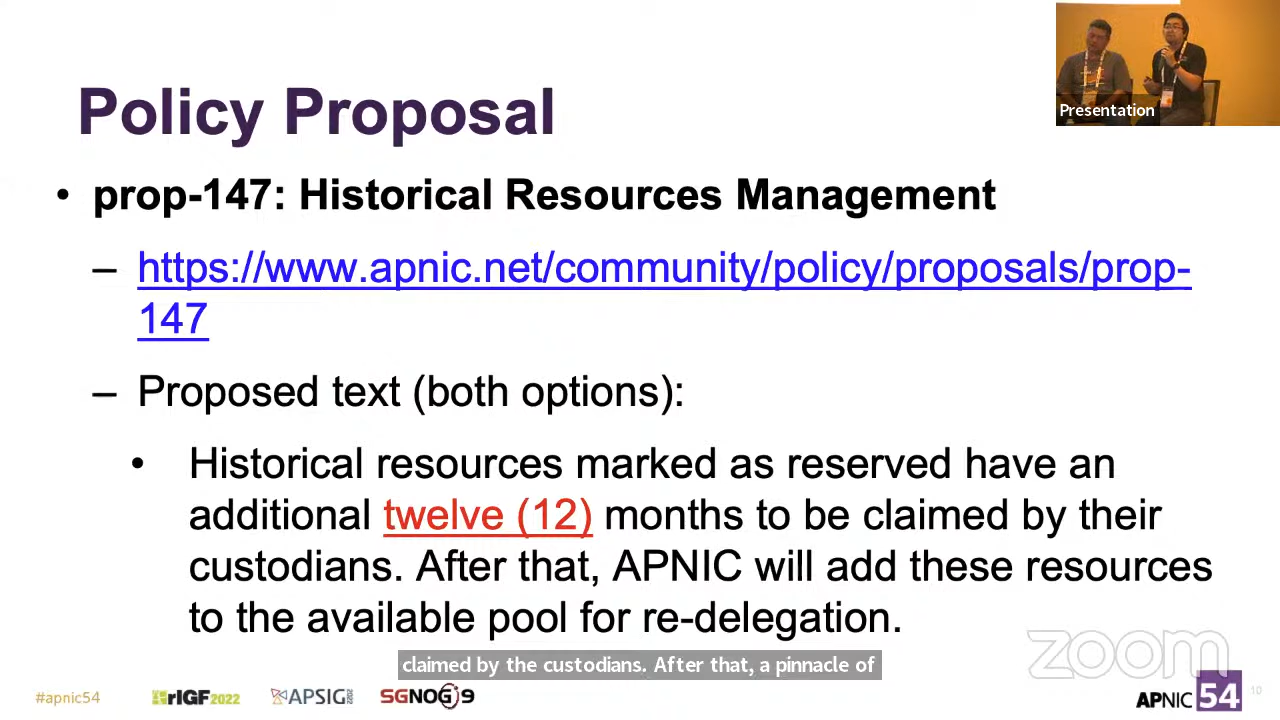 Presentation
Policy Proposal
• prop-147: Historical Resources Management
– https://www.apnic.net/community/policy/proposals/prop-
147
– Proposed text (both options):
• Historical resources marked as reserved have an
additional twelve (12) months to be claimed by their
custodians. After that, APNIC will add these resources
to the available pool for re-delegation.
claimed by the custodians. After that, a pinnacle of
zoom
#apnic54
rIGF2022
APSIG
SGNOG9
APNIC 54
10